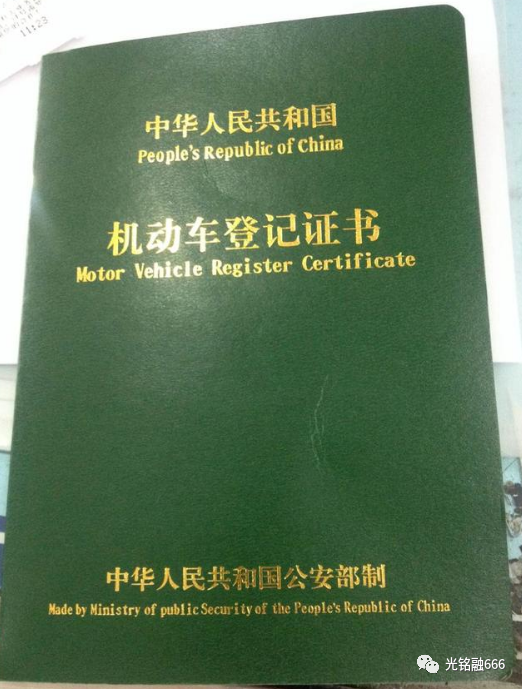 11:23
中华人民共和国
People's Republic of China
机动车登记证书
Motor Vehicle Register Certificate
中华人民共和国公安部制
Made by Ministry of public Security of the People's Republic of China
光铭融666